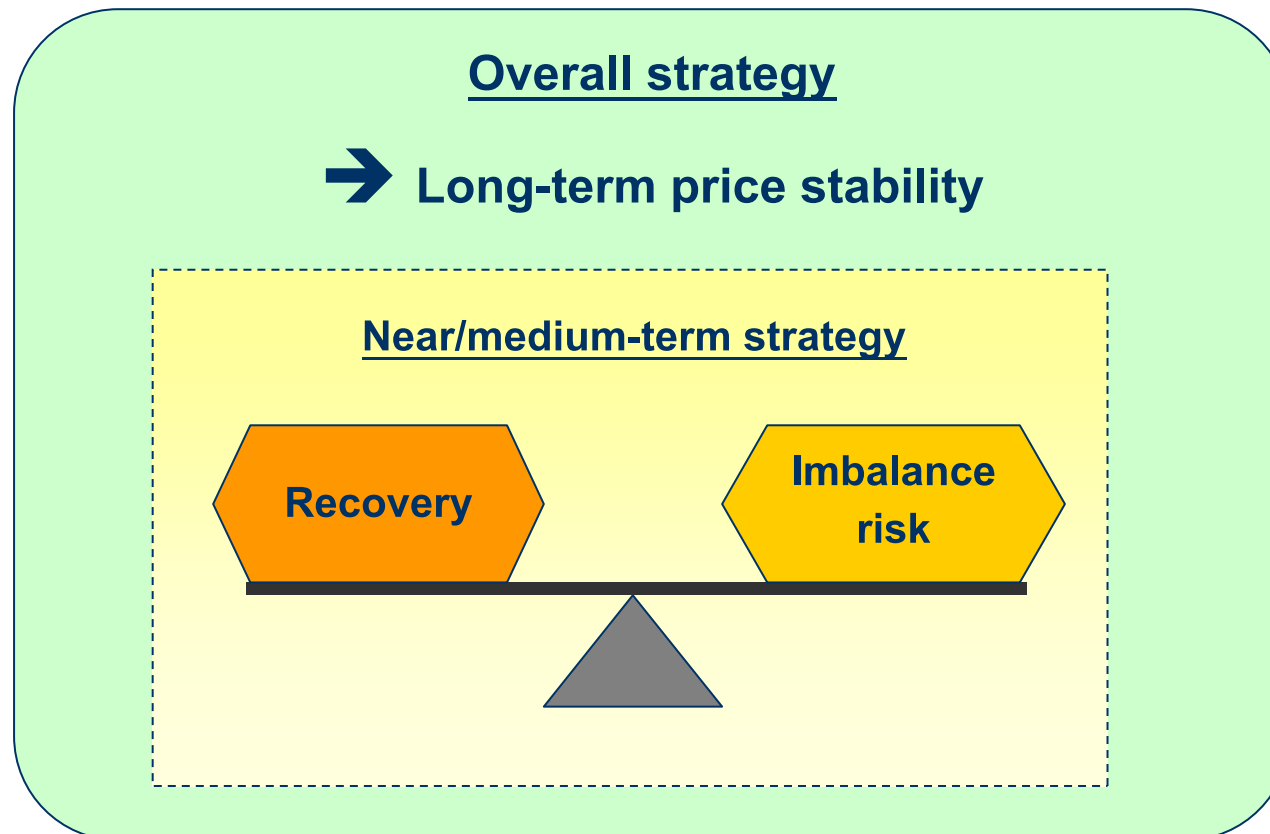 Overall strategy
➔ Long-term price stability
Near/medium-term strategy
Recovery
Imbalance
risk